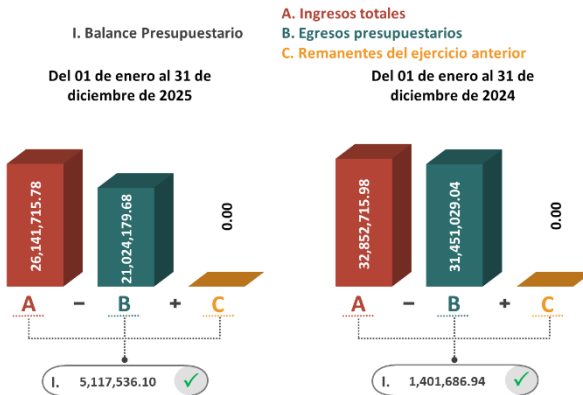 I. Balance Presupuestario
A. Ingresos totales
B. Egresos presupuestarios
C. Remanentes del ejercicio anterior
Del 01 de enero al 31 de
diciembre de 2025
26,141,715.78
21,024,179.68
0.00
A − B + C
I. 5,117,536.10
Del 01 de enero al 31 de
diciembre de 2024
32,852,715.98
31,451,029.04
0.00
A − B + C
I. 1,401,686.94